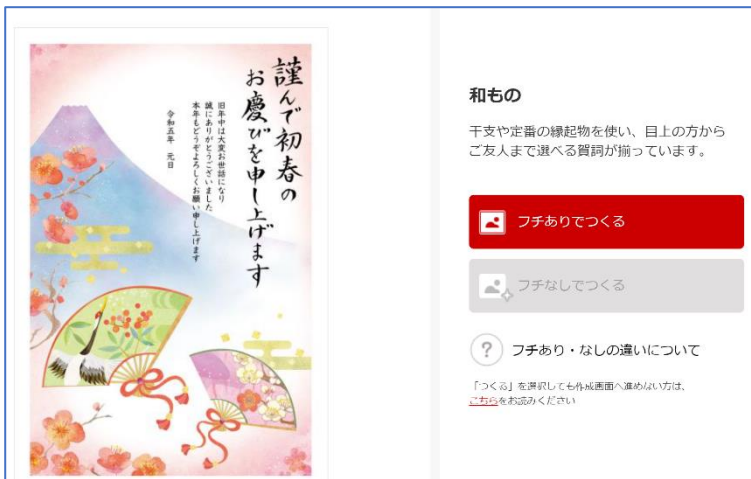 謹んで初春の
お慶びを申し上げます
旧年中は大変お世話になり
誠にありがとうございました
本年もどうぞよろしくお願い申し上げます
令和五年 元日
和もの
干支や定番の縁起物を使い、目上の方から
ご友人まで選べる賀詞が揃っています。
フチありでつくる
フチなしでつくる
? フチあり・なしの違いについて
「つくる」を選択しても作成画面へ進めない方は、
こちらをお読みください